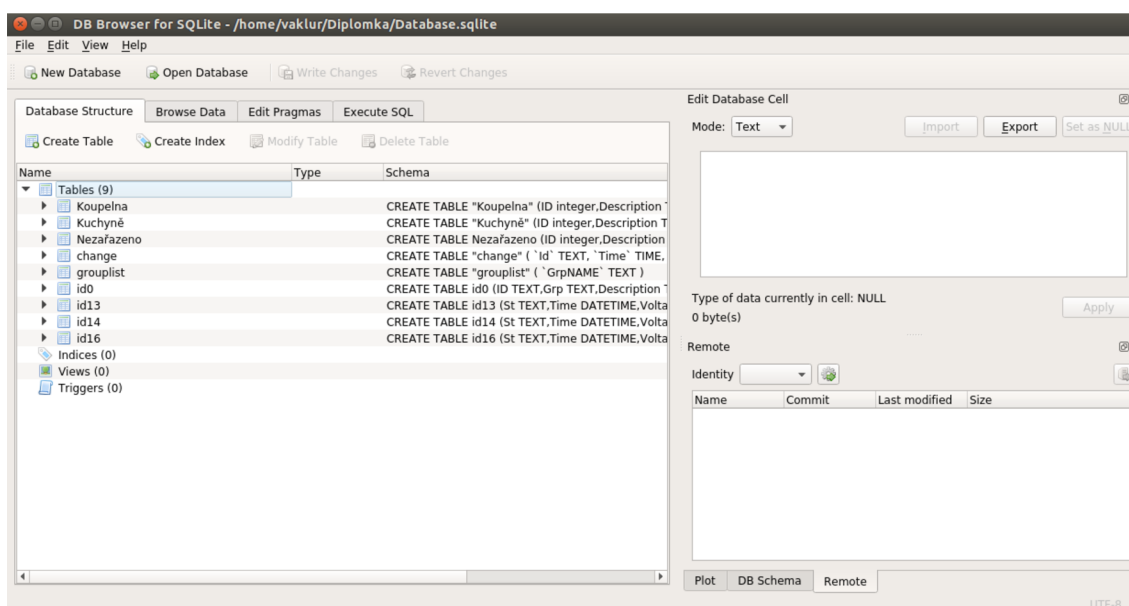 DB Browser for SQLite - /home/vaklur/Diplomka/Database.sqlite
File Edit View Help
New Database Open Database Write Changes Revert Changes
Database Structure Browse Data Edit Pragmas Execute SQL
Create Table Create Index Modify Table Delete Table
Name Type Schema
Tables (9)
Koupelna CREATE TABLE "Koupelna" (ID integer,Description
Kuchyně CREATE TABLE "Kuchyně" (ID integer,Description T
Nezařazeno CREATE TABLE Nezařazeno (ID integer,Description
change CREATE TABLE "change" ( `Id` TEXT, `Time` TIME,
grouplist CREATE TABLE "grouplist" ( `GrpNAME` TEXT )
id0 CREATE TABLE id0 (ID TEXT,Grp TEXT,Description
id13 CREATE TABLE id13 (St TEXT,Time DATETIME,Volta
id14 CREATE TABLE id14 (St TEXT,Time DATETIME,Volta
id16 CREATE TABLE id16 (St TEXT,Time DATETIME,Volta
Indices (0)
Views (0)
Triggers (0)
Edit Database Cell
Mode: Text Import Export Set as NULL
Type of data currently in cell: NULL
0 byte(s)
Apply
Remote
Identity
Name Commit Last modified Size
Plot DB Schema Remote
UTF-8